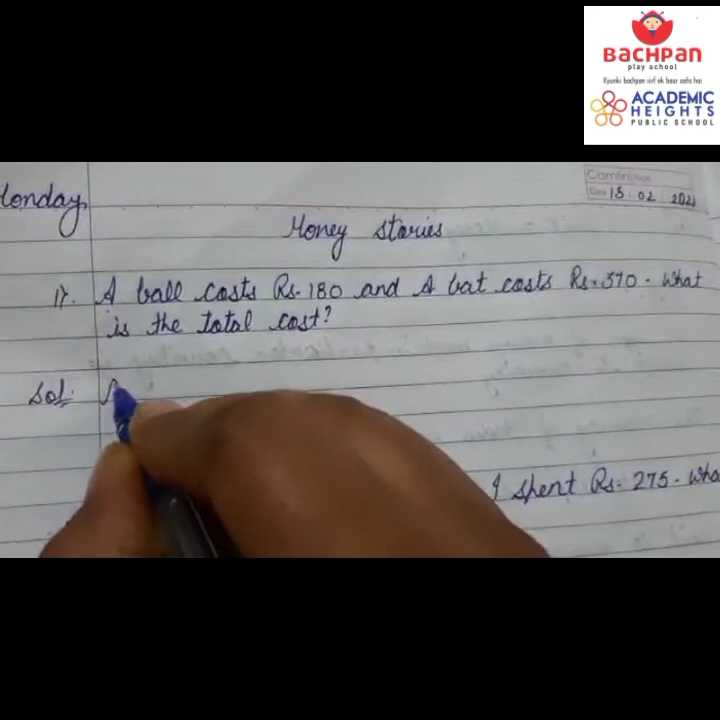 BACHPAN
play school
Kyunki bachpan sirf ek baar aata hai
ACADEMIC
HEIGHTS
PUBLIC SCHOOL
Monday,
Date 15 02 2021
Money stories
1). A ball costs Rs. 180 and A bat costs Rs. 370. What
is the total cost?
Sol:
I spent Rs. 275. Wha